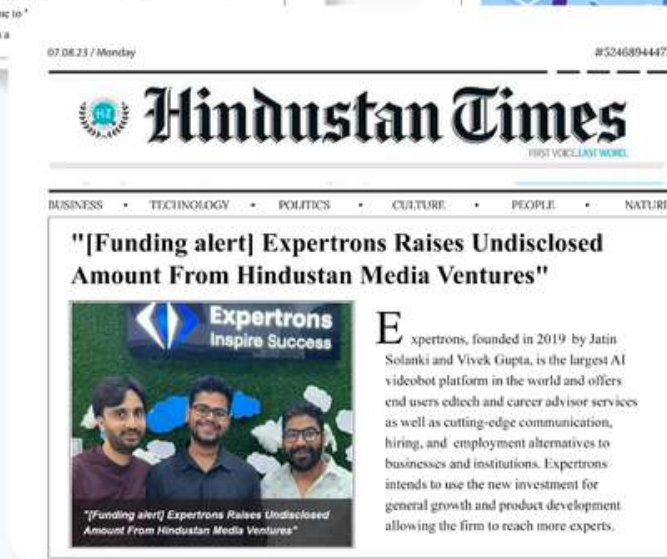 07.08.23 / Monday
#5246894447
Hindustan Times
FIRST VOICE.LAST WORD.
BUSINESS • TECHNOLOGY • POLITICS • CULTURE • PEOPLE • NATURE
"[Funding alert] Expertrons Raises Undisclosed
Amount From Hindustan Media Ventures"
Expertrons
Inspire Success
"[Funding alert] Expertrons Raises Undisclosed
Amount From Hindustan Media Ventures"
Expertrons, founded in 2019 by Jatin
Solanki and Vivek Gupta, is the largest AI
videobot platform in the world and offers
end users edtech and career advisor services
as well as cutting-edge communication,
hiring, and employment alternatives to
businesses and institutions. Expertrons
intends to use the new investment for
general growth and product development
allowing the firm to reach more experts.